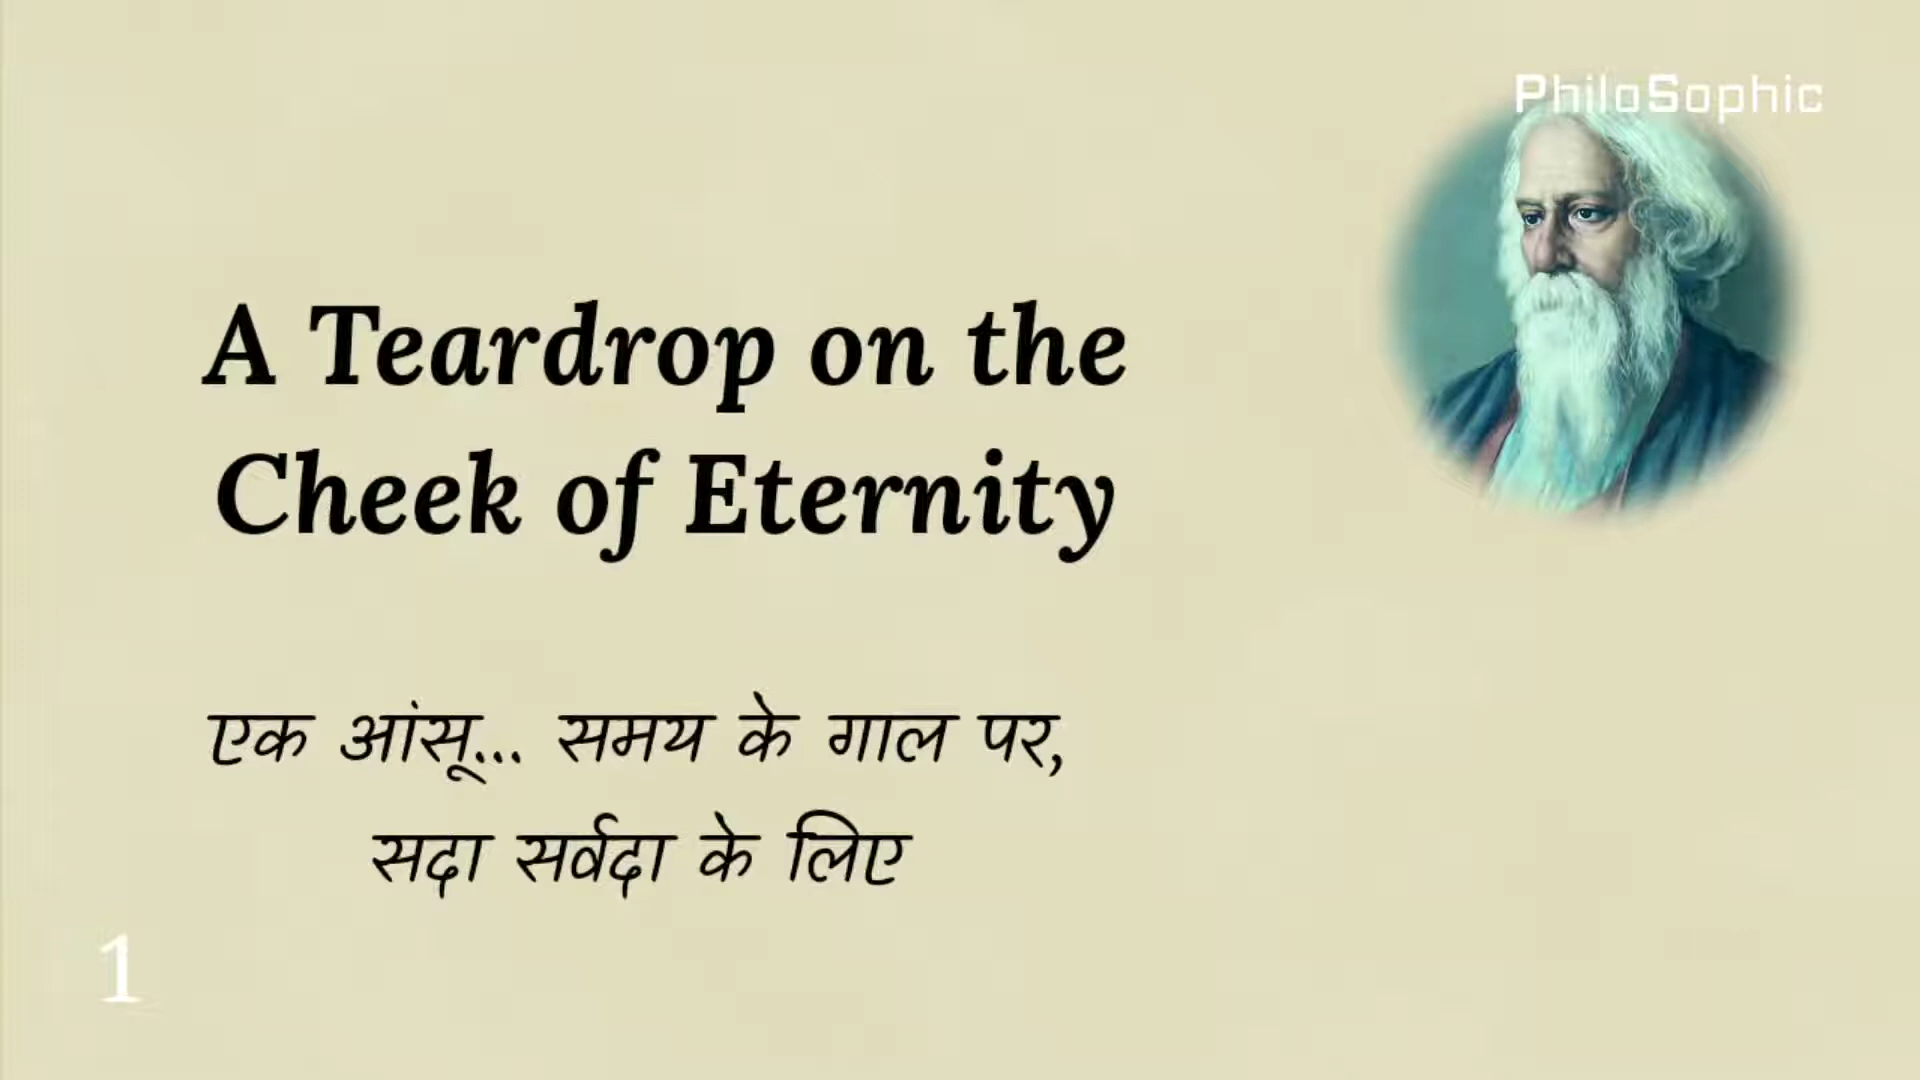 PhiloSophic
A Teardrop on the
Cheek of Eternity
एक आंसू... समय के गाल पर,
सदा सर्वदा के लिए
1